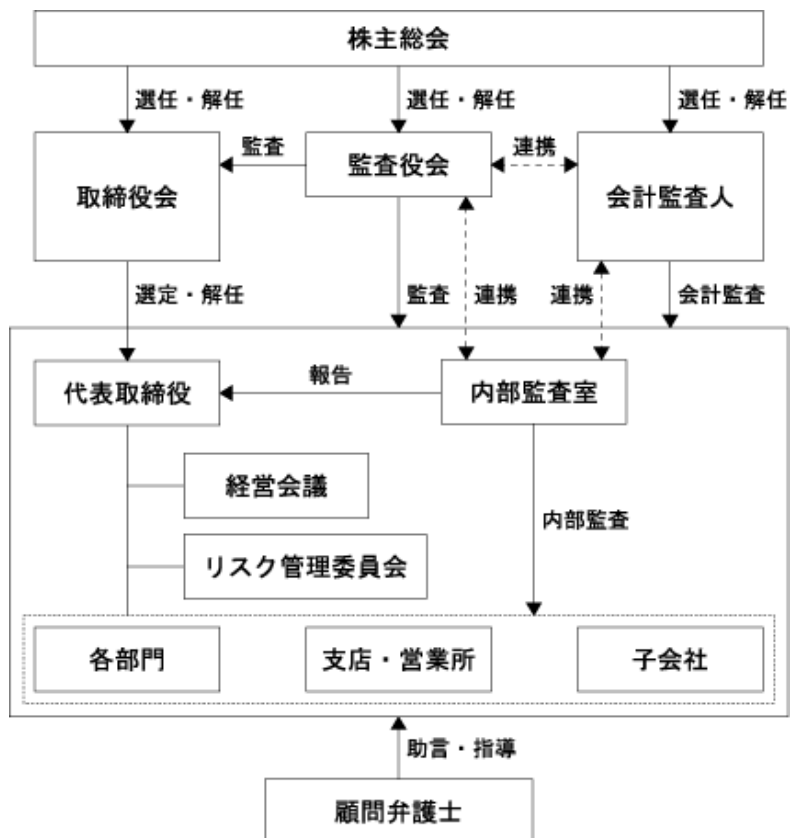 株主総会
選任・解任
選任・解任
選任・解任
取締役会
監査
監査役会
連携
会計監査人
選定・解任
監査
連携
連携
会計監査
代表取締役
報告
内部監査室
経営会議
内部監査
リスク管理委員会
各部門
支店・営業所
子会社
助言・指導
顧問弁護士